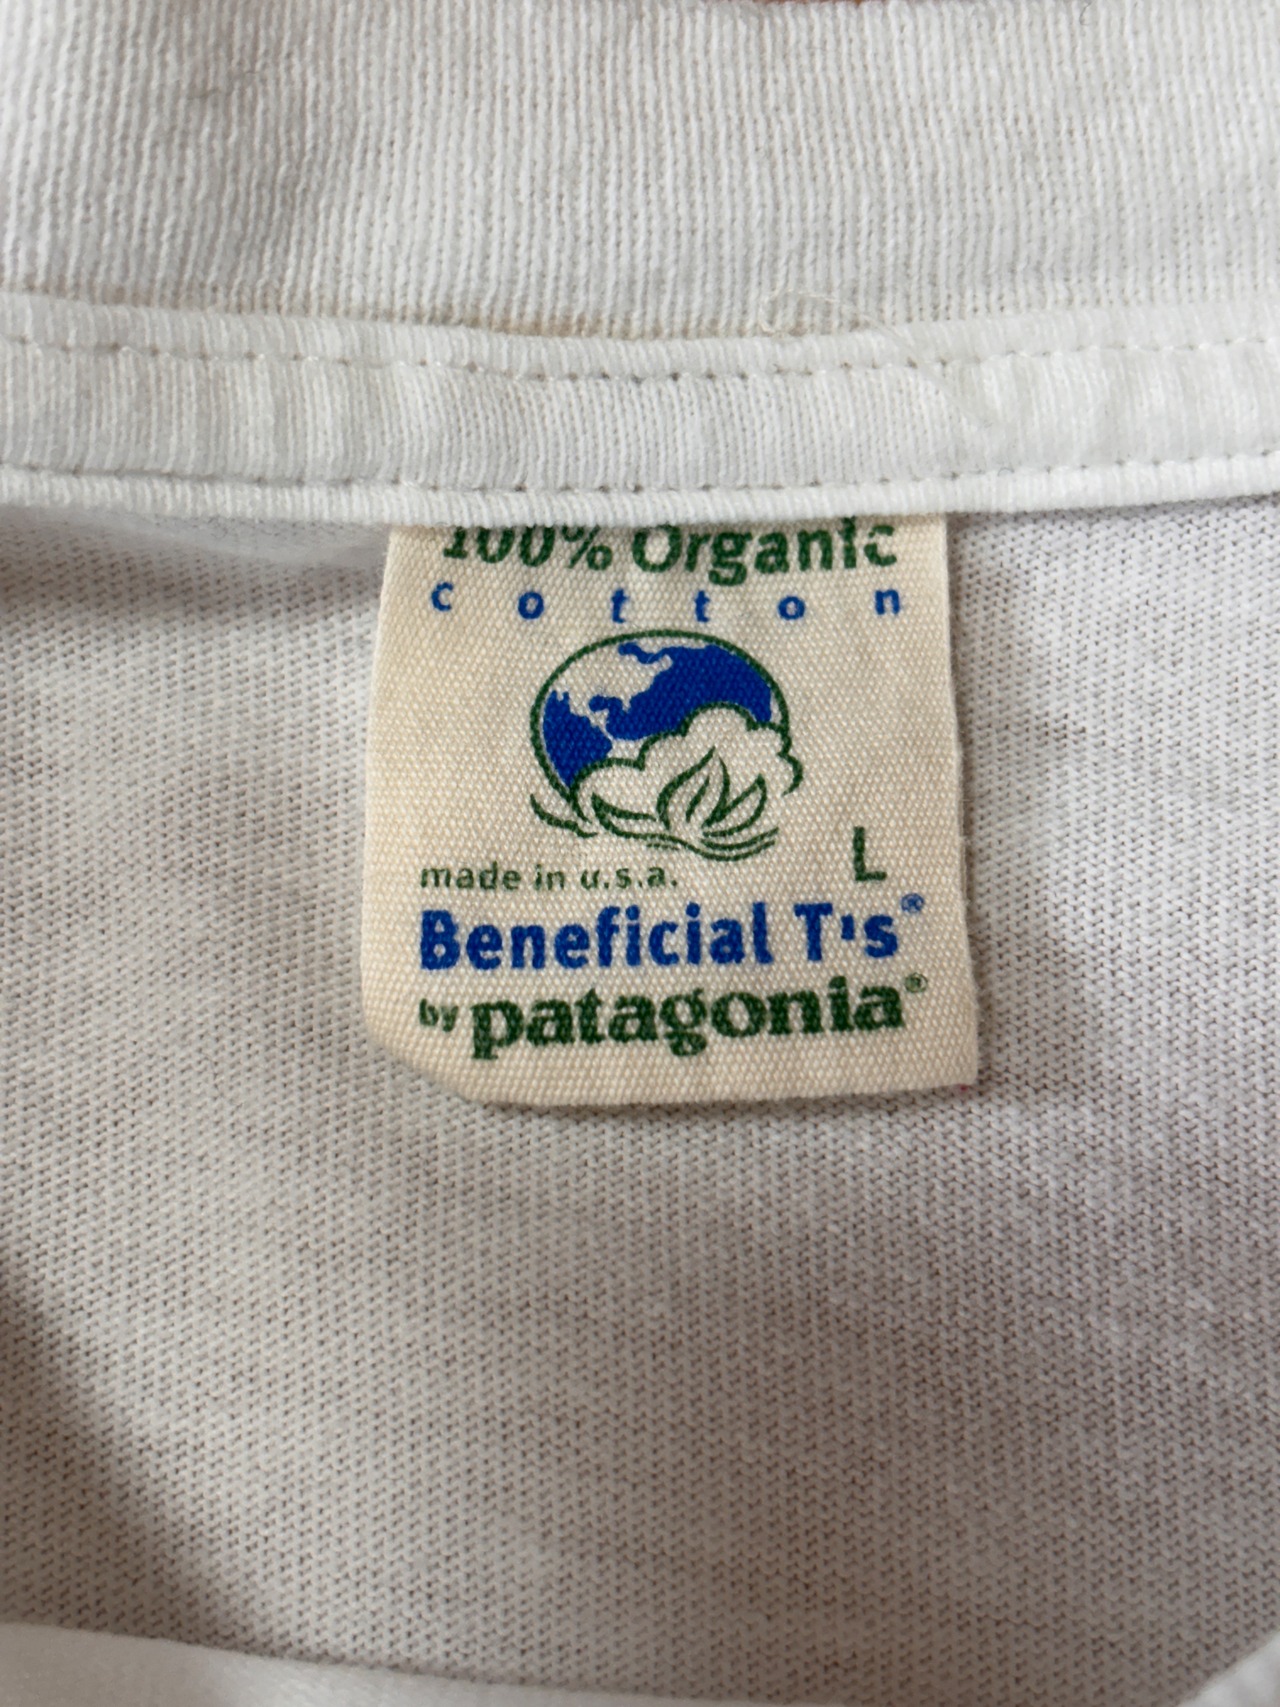 100% Organic
cotton
L
made in u.s.a.
Beneficial T's®
by patagonia®